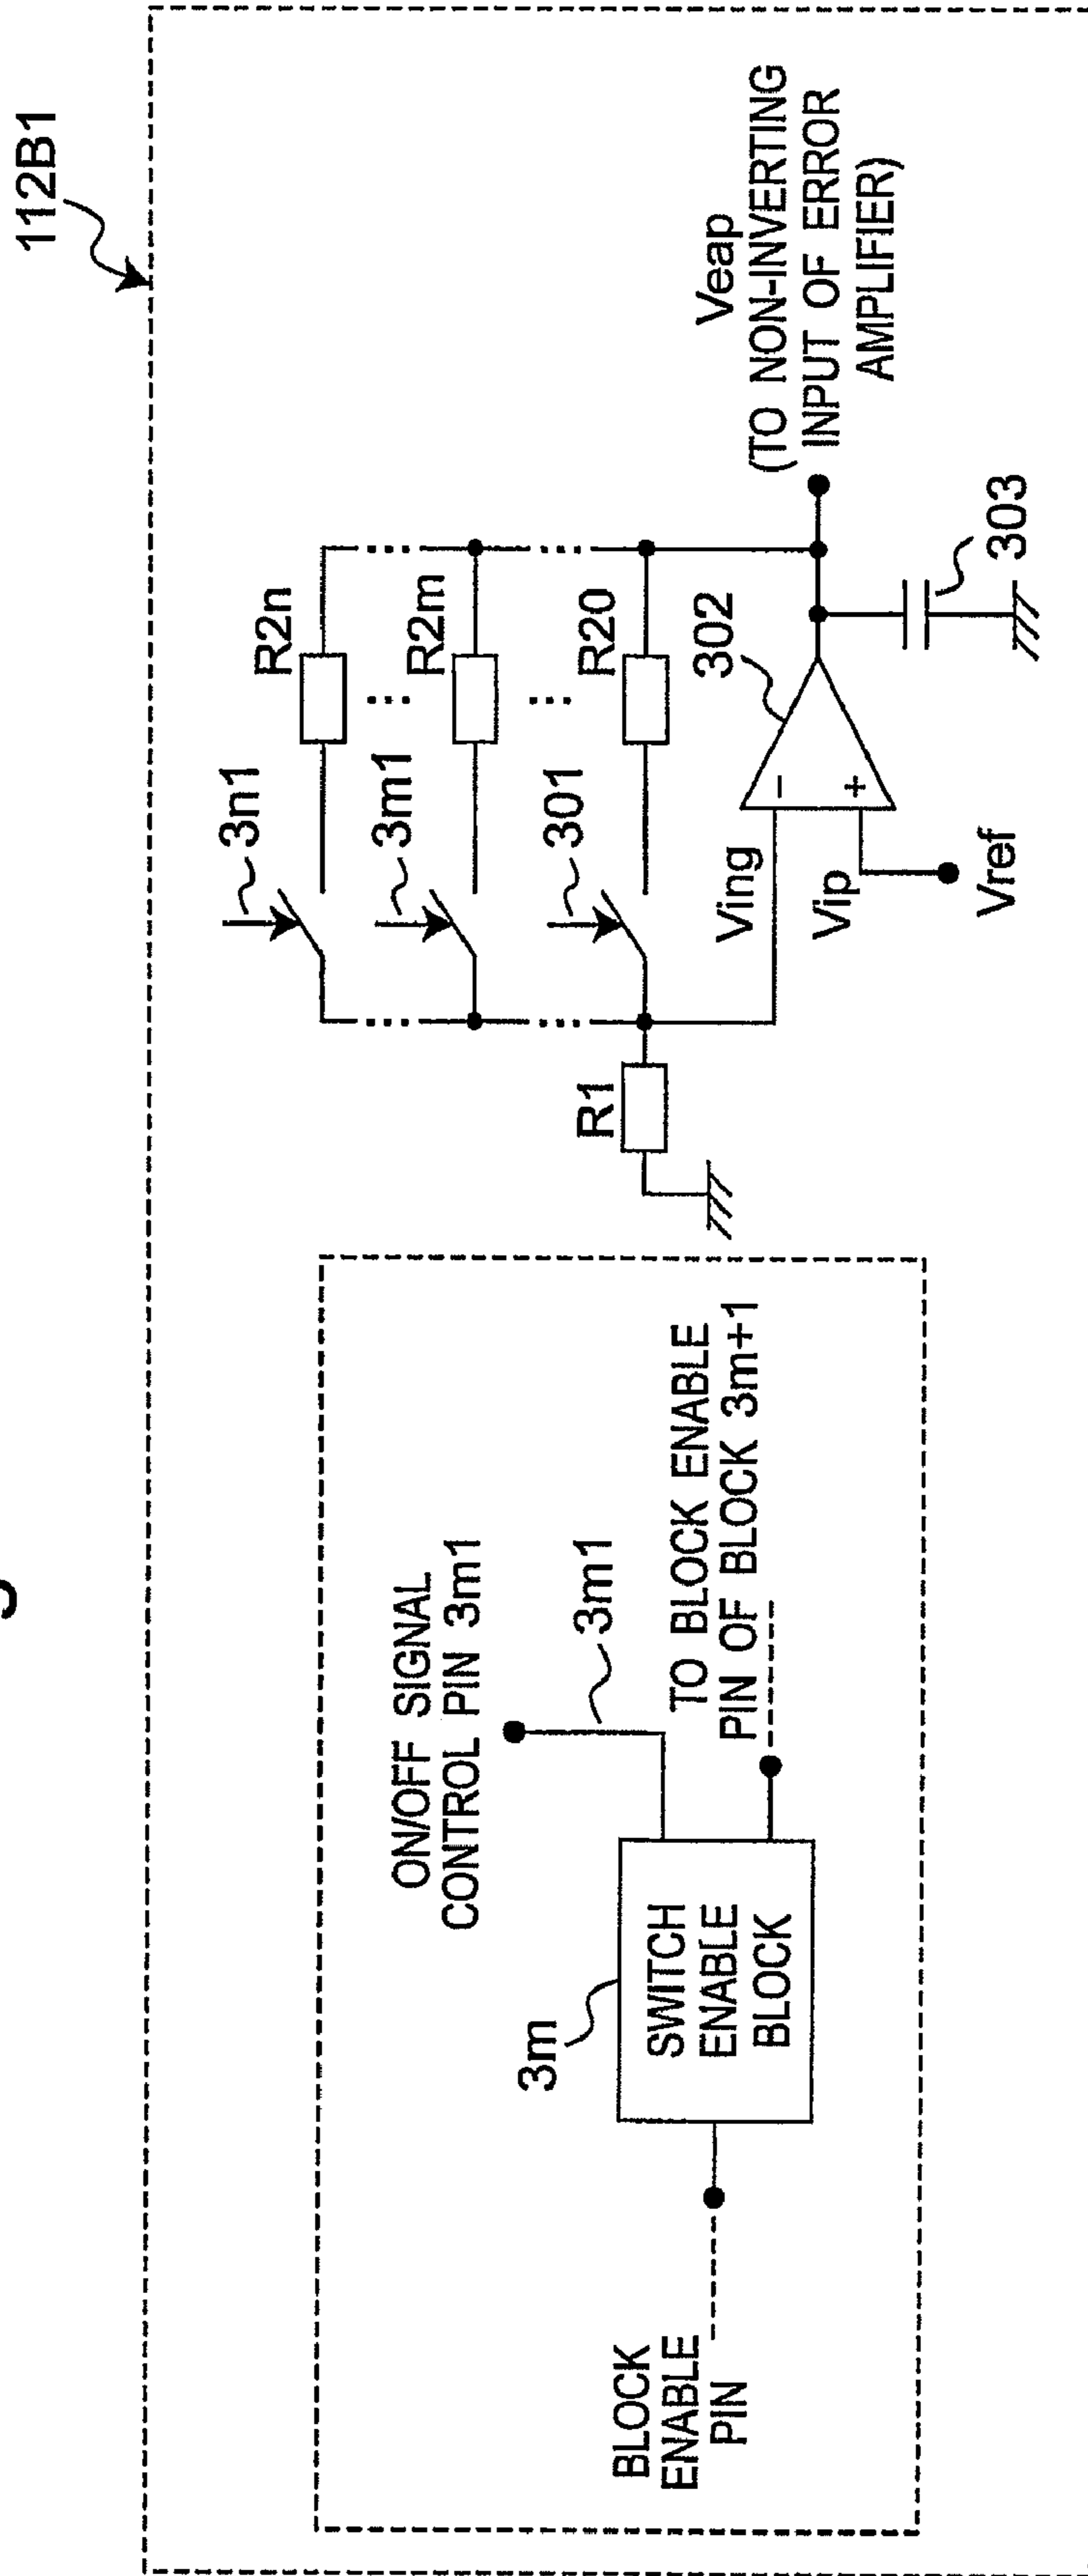 112B1
3n1
R2n
3m1
R2m
301
R20
R1
Ving
Vip
Vref
302
303
Veap
(TO NON-INVERTING
INPUT OF ERROR
AMPLIFIER)
ON/OFF SIGNAL
CONTROL PIN 3m1
3m1
3m
SWITCH
ENABLE
BLOCK
TO BLOCK ENABLE
PIN OF BLOCK 3m+1
BLOCK
ENABLE
PIN
−
+